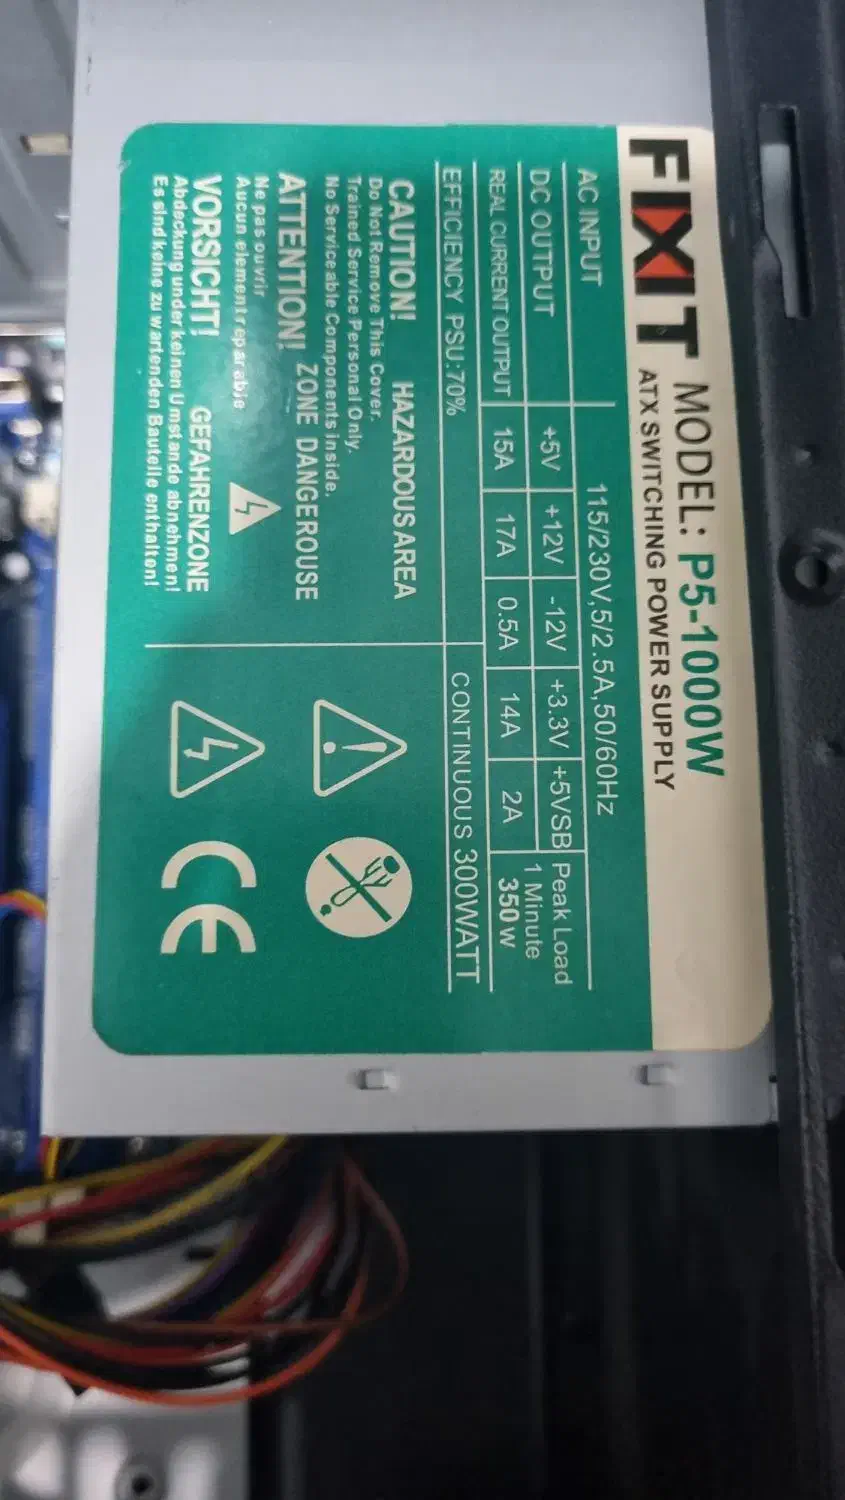 FIXIT MODEL: P5-1000W
ATX SWITCHING POWER SUPPLY
AC INPUT 115/230V,5/2.5A,50/60Hz
DC OUTPUT +5V +12V -12V +3.3V +5VSB Peak Load
1 Minute
REAL CURRENT OUTPUT 15A 17A 0.5A 14A 2A 350W
EFFICIENCY PSU:70% CONTINUOUS 300WATT
CAUTION! HAZARDOUS AREA
Do Not Remove This Cover.
Trained Service Personal Only.
No Serviceable Components inside.
ATTENTION! ZONE DANGEROUSE
Ne pas ouvrir
Aucun element reparable
VORSICHT! GEFAHRENZONE
Abdeckung under keinen Umstande abnehmen!
Es sind keine zu wartenden Bauteile enthalten!
CE